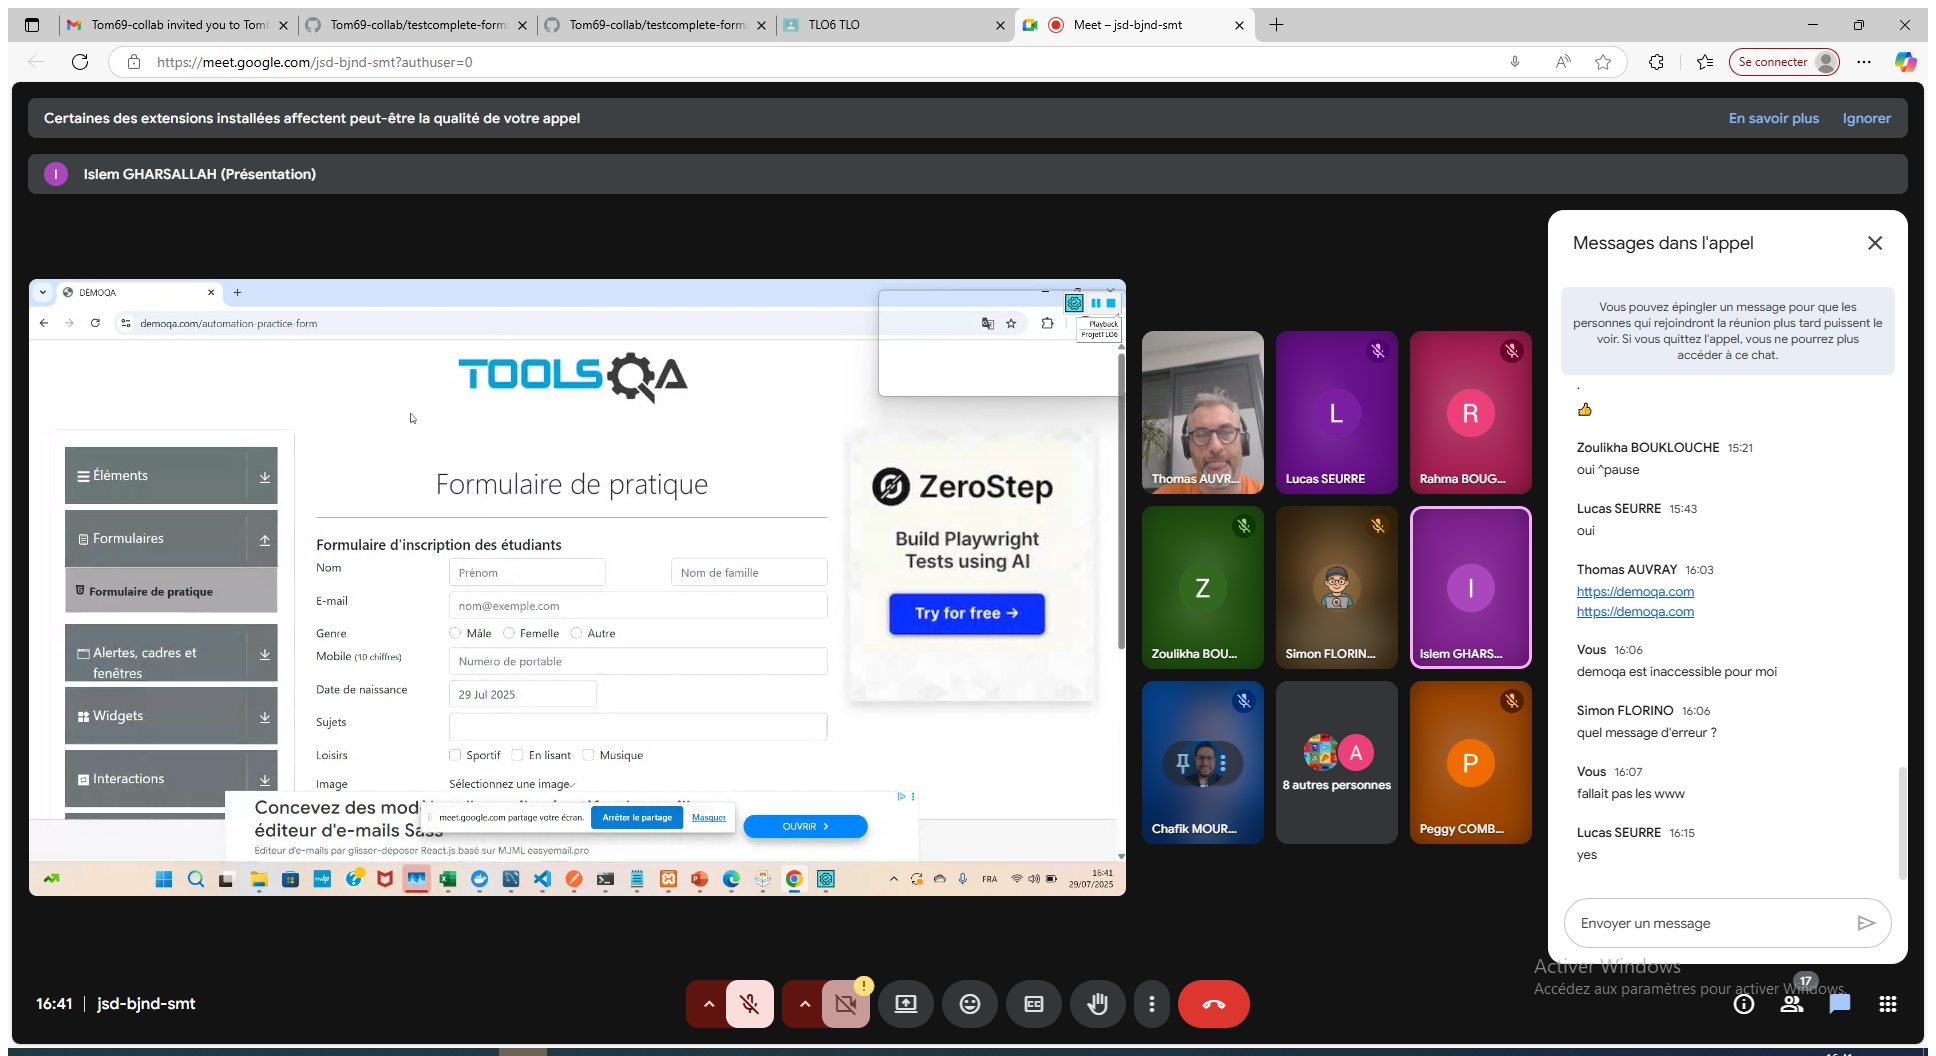 Tom69-collab invited you to Tom6
Tom69-collab/testcomplete-form
Tom69-collab/testcomplete-form
TLO6 TLO
Meet – jsd-bjnd-smt
https://meet.google.com/jsd-bjnd-smt?authuser=0
Se connecter
Certaines des extensions installées affectent peut-être la qualité de votre appel
En savoir plus
Ignorer
I
Islem GHARSALLAH (Présentation)
DEMOQA
demoqa.com/automation-practice-form
Playback
ProjetTLO6
TOOLSQA
Éléments
Formulaires
Formulaire de pratique
Alertes, cadres et
fenêtres
Widgets
Interactions
Formulaire de pratique
Formulaire d'inscription des étudiants
Nom
Prénom
Nom de famille
E-mail
nom@exemple.com
Genre
Mâle
Femelle
Autre
Mobile (10 chiffres)
Numéro de portable
Date de naissance
29 Jul 2025
Sujets
Loisirs
Sportif
En lisant
Musique
Image
Sélectionnez une image
ZeroStep
Build Playwright
Tests using AI
Try for free →
Concevez des mod
éditeur d'e-mails Sass
Éditeur d'e-mails par glisser-déposer React.js basé sur MJML easyemail.pro
OUVRIR
meet.google.com partage votre écran.
Arrêter le partage
Masquer
FRA
16:41
29/07/2025
Thomas AUVR...
L
Lucas SEURRE
R
Rahma BOUG...
Z
Zoulikha BOU...
Simon FLORIN...
I
Islem GHARS...
Chafik MOUR...
A
8 autres personnes
P
Peggy COMB...
Messages dans l'appel
Vous pouvez épingler un message pour que les
personnes qui rejoindront la réunion plus tard puissent le
voir. Si vous quittez l'appel, vous ne pourrez plus
accéder à ce chat.
.
👍
Zoulikha BOUKLOUCHE 15:21
oui ^pause
Lucas SEURRE 15:43
oui
Thomas AUVRAY 16:03
https://demoqa.com
https://demoqa.com
Vous 16:06
demoqa est inaccessible pour moi
Simon FLORINO 16:06
quel message d'erreur ?
Vous 16:07
fallait pas les www
Lucas SEURRE 16:15
yes
Envoyer un message
Activer Windows
Accédez aux paramètres pour activer Windows.
16:41 | jsd-bjnd-smt
17